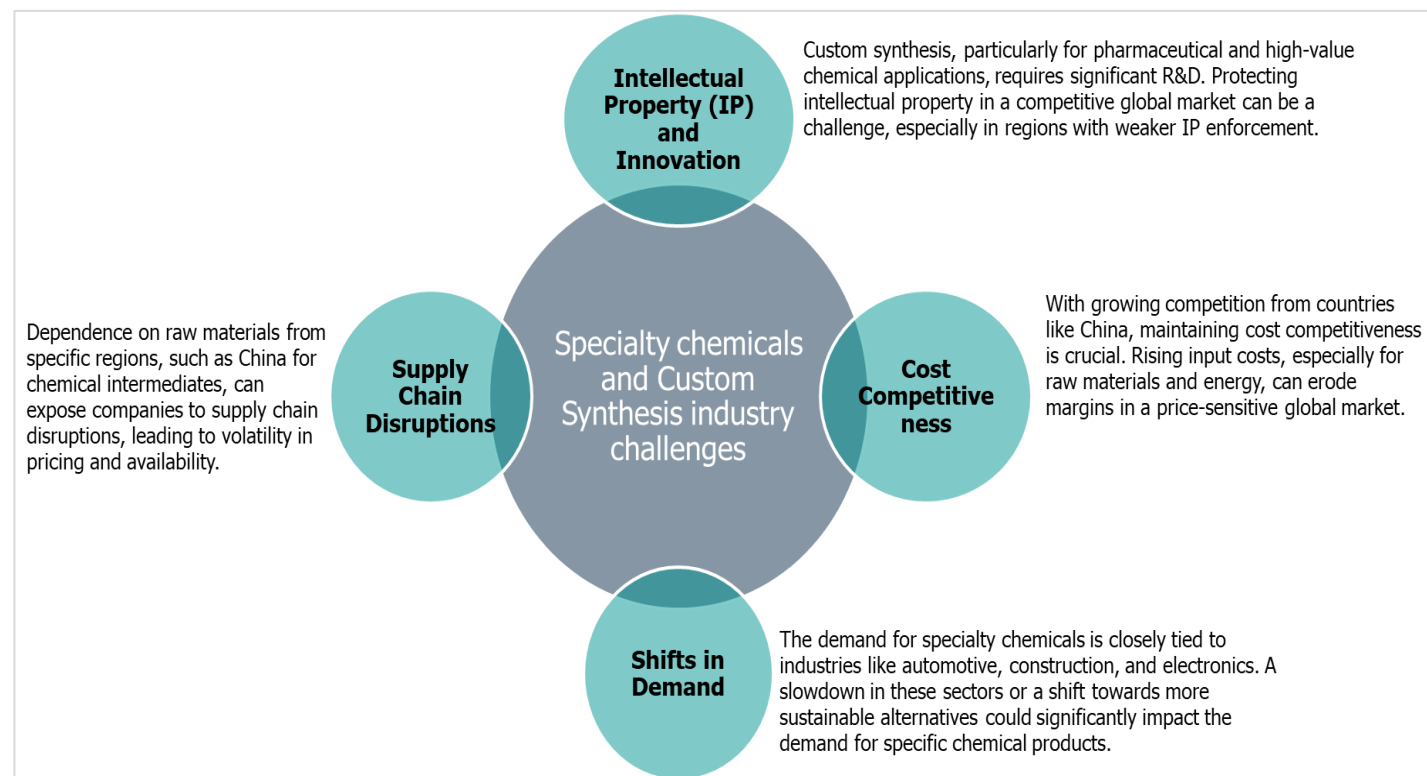 Intellectual
Property (IP)
and
Innovation
Custom synthesis, particularly for pharmaceutical and high-value
chemical applications, requires significant R&D. Protecting
intellectual property in a competitive global market can be a
challenge, especially in regions with weaker IP enforcement.
Dependence on raw materials from
specific regions, such as China for
chemical intermediates, can
expose companies to supply chain
disruptions, leading to volatility in
pricing and availability.
Supply
Chain
Disruptions
Specialty chemicals
and Custom
Synthesis industry
challenges
Cost
Competitive
ness
With growing competition from countries
like China, maintaining cost competitiveness
is crucial. Rising input costs, especially for
raw materials and energy, can erode
margins in a price-sensitive global market.
Shifts in
Demand
The demand for specialty chemicals is closely tied to
industries like automotive, construction, and electronics. A
slowdown in these sectors or a shift towards more
sustainable alternatives could significantly impact the
demand for specific chemical products.